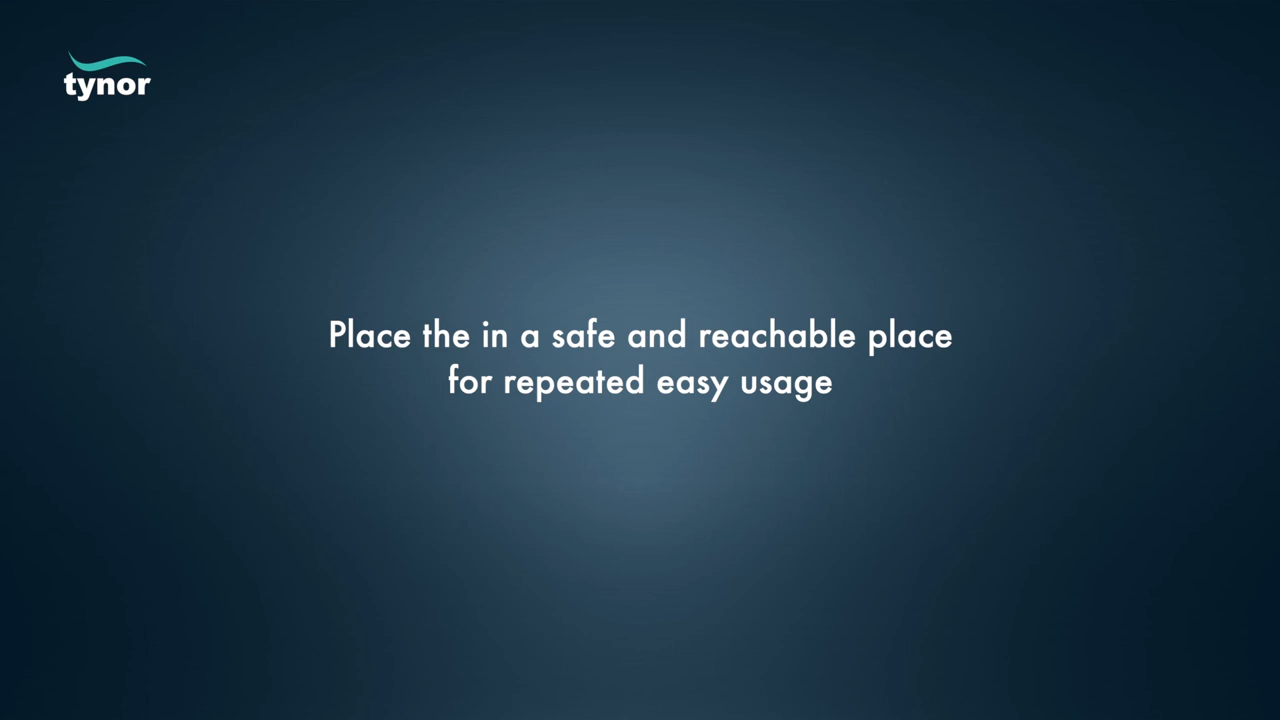 tynor
Place the in a safe and reachable place
for repeated easy usage